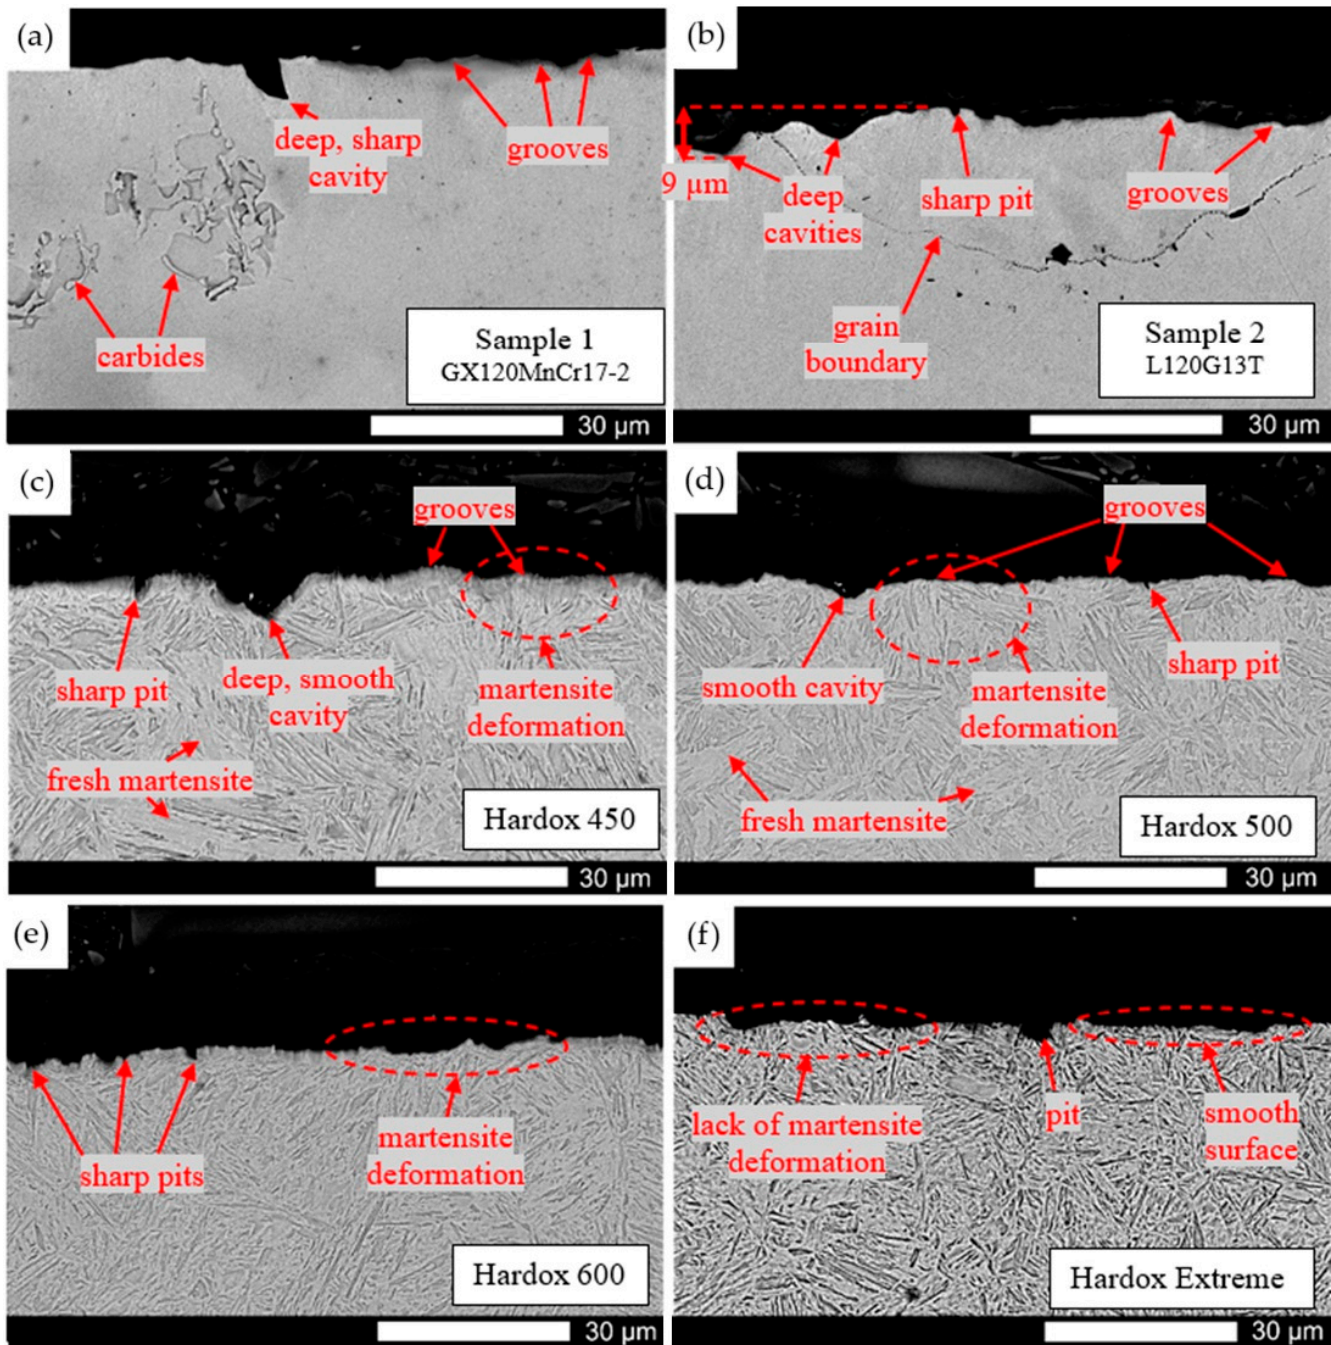 (a)
deep, sharp
cavity
grooves
carbides
Sample 1
GX120MnCr17-2
30 µm
(b)
9 µm
deep
cavities
sharp pit
grooves
grain
boundary
Sample 2
L120G13T
30 µm
(c)
grooves
sharp pit
deep, smooth
cavity
martensite
deformation
fresh martensite
Hardox 450
30 µm
(d)
grooves
smooth cavity
martensite
deformation
sharp pit
fresh martensite
Hardox 500
30 µm
(e)
sharp pits
martensite
deformation
Hardox 600
30 µm
(f)
lack of martensite
deformation
pit
smooth
surface
Hardox Extreme
30 µm